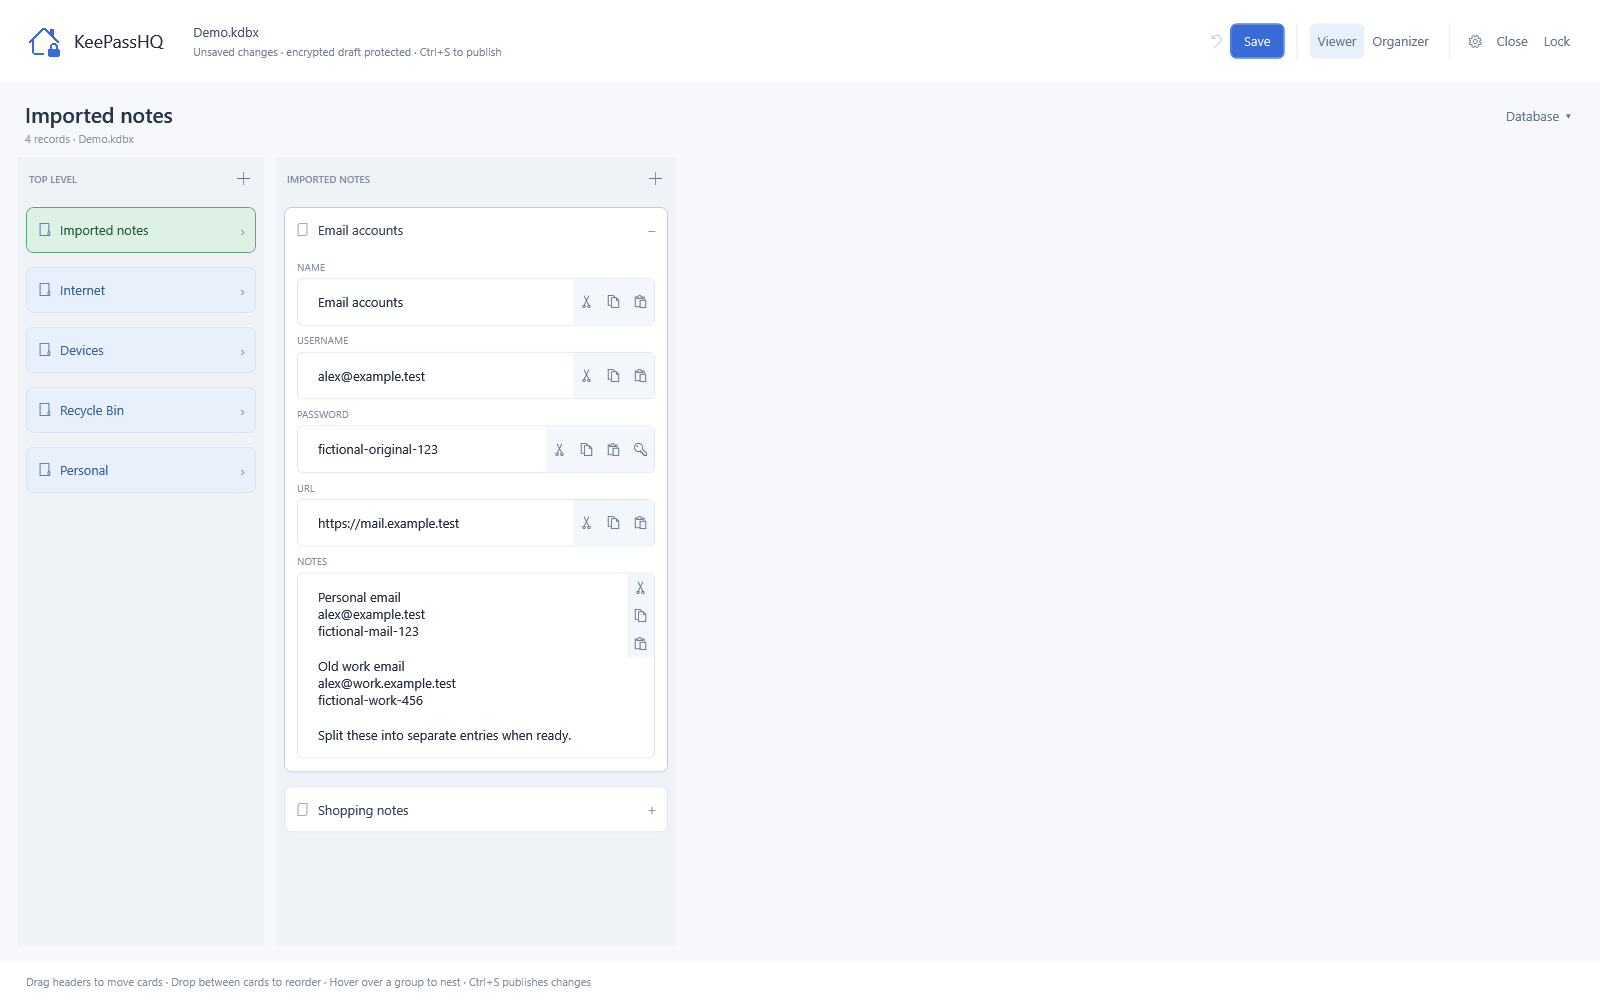 KeePassHQ
Demo.kdbx
Unsaved changes · encrypted draft protected · Ctrl+S to publish
Save
Viewer
Organizer
Close
Lock
Imported notes
4 records · Demo.kdbx
Database
TOP LEVEL
Imported notes
Internet
Devices
Recycle Bin
Personal
IMPORTED NOTES
Email accounts
NAME
Email accounts
USERNAME
alex@example.test
PASSWORD
fictional-original-123
URL
https://mail.example.test
NOTES
Personal email
alex@example.test
fictional-mail-123
Old work email
alex@work.example.test
fictional-work-456
Split these into separate entries when ready.
Shopping notes
Drag headers to move cards · Drop between cards to reorder · Hover over a group to nest · Ctrl+S publishes changes